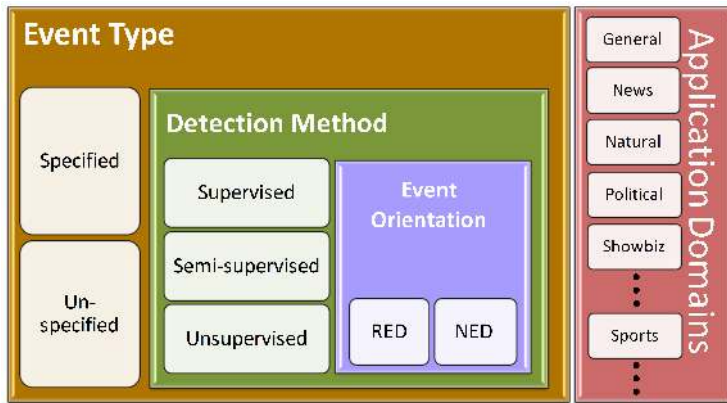 Event Type
Specified
Un-
specified
Detection Method
Supervised
Semi-supervised
Unsupervised
Event
Orientation
RED
NED
Application Domains
General
News
Natural
Political
Showbiz
Sports